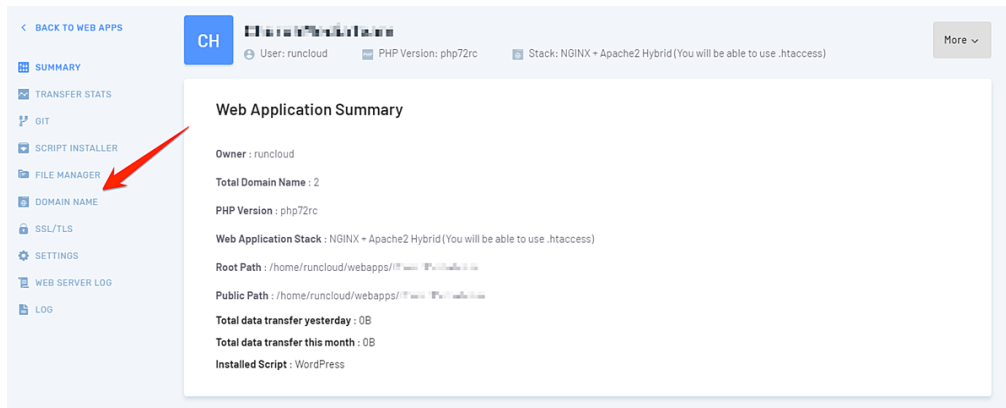 BACK TO WEB APPS
SUMMARY
TRANSFER STATS
GIT
SCRIPT INSTALLER
FILE MANAGER
DOMAIN NAME
SSL/TLS
SETTINGS
WEB SERVER LOG
LOG
CH
User: runcloud PHP Version: php72rc Stack: NGINX + Apache2 Hybrid (You will be able to use .htaccess)
More
Web Application Summary
Owner : runcloud
Total Domain Name : 2
PHP Version : php72rc
Web Application Stack : NGINX + Apache2 Hybrid (You will be able to use .htaccess)
Root Path : /home/runcloud/webapps/
Public Path : /home/runcloud/webapps/
Total data transfer yesterday : 0B
Total data transfer this month : 0B
Installed Script : WordPress